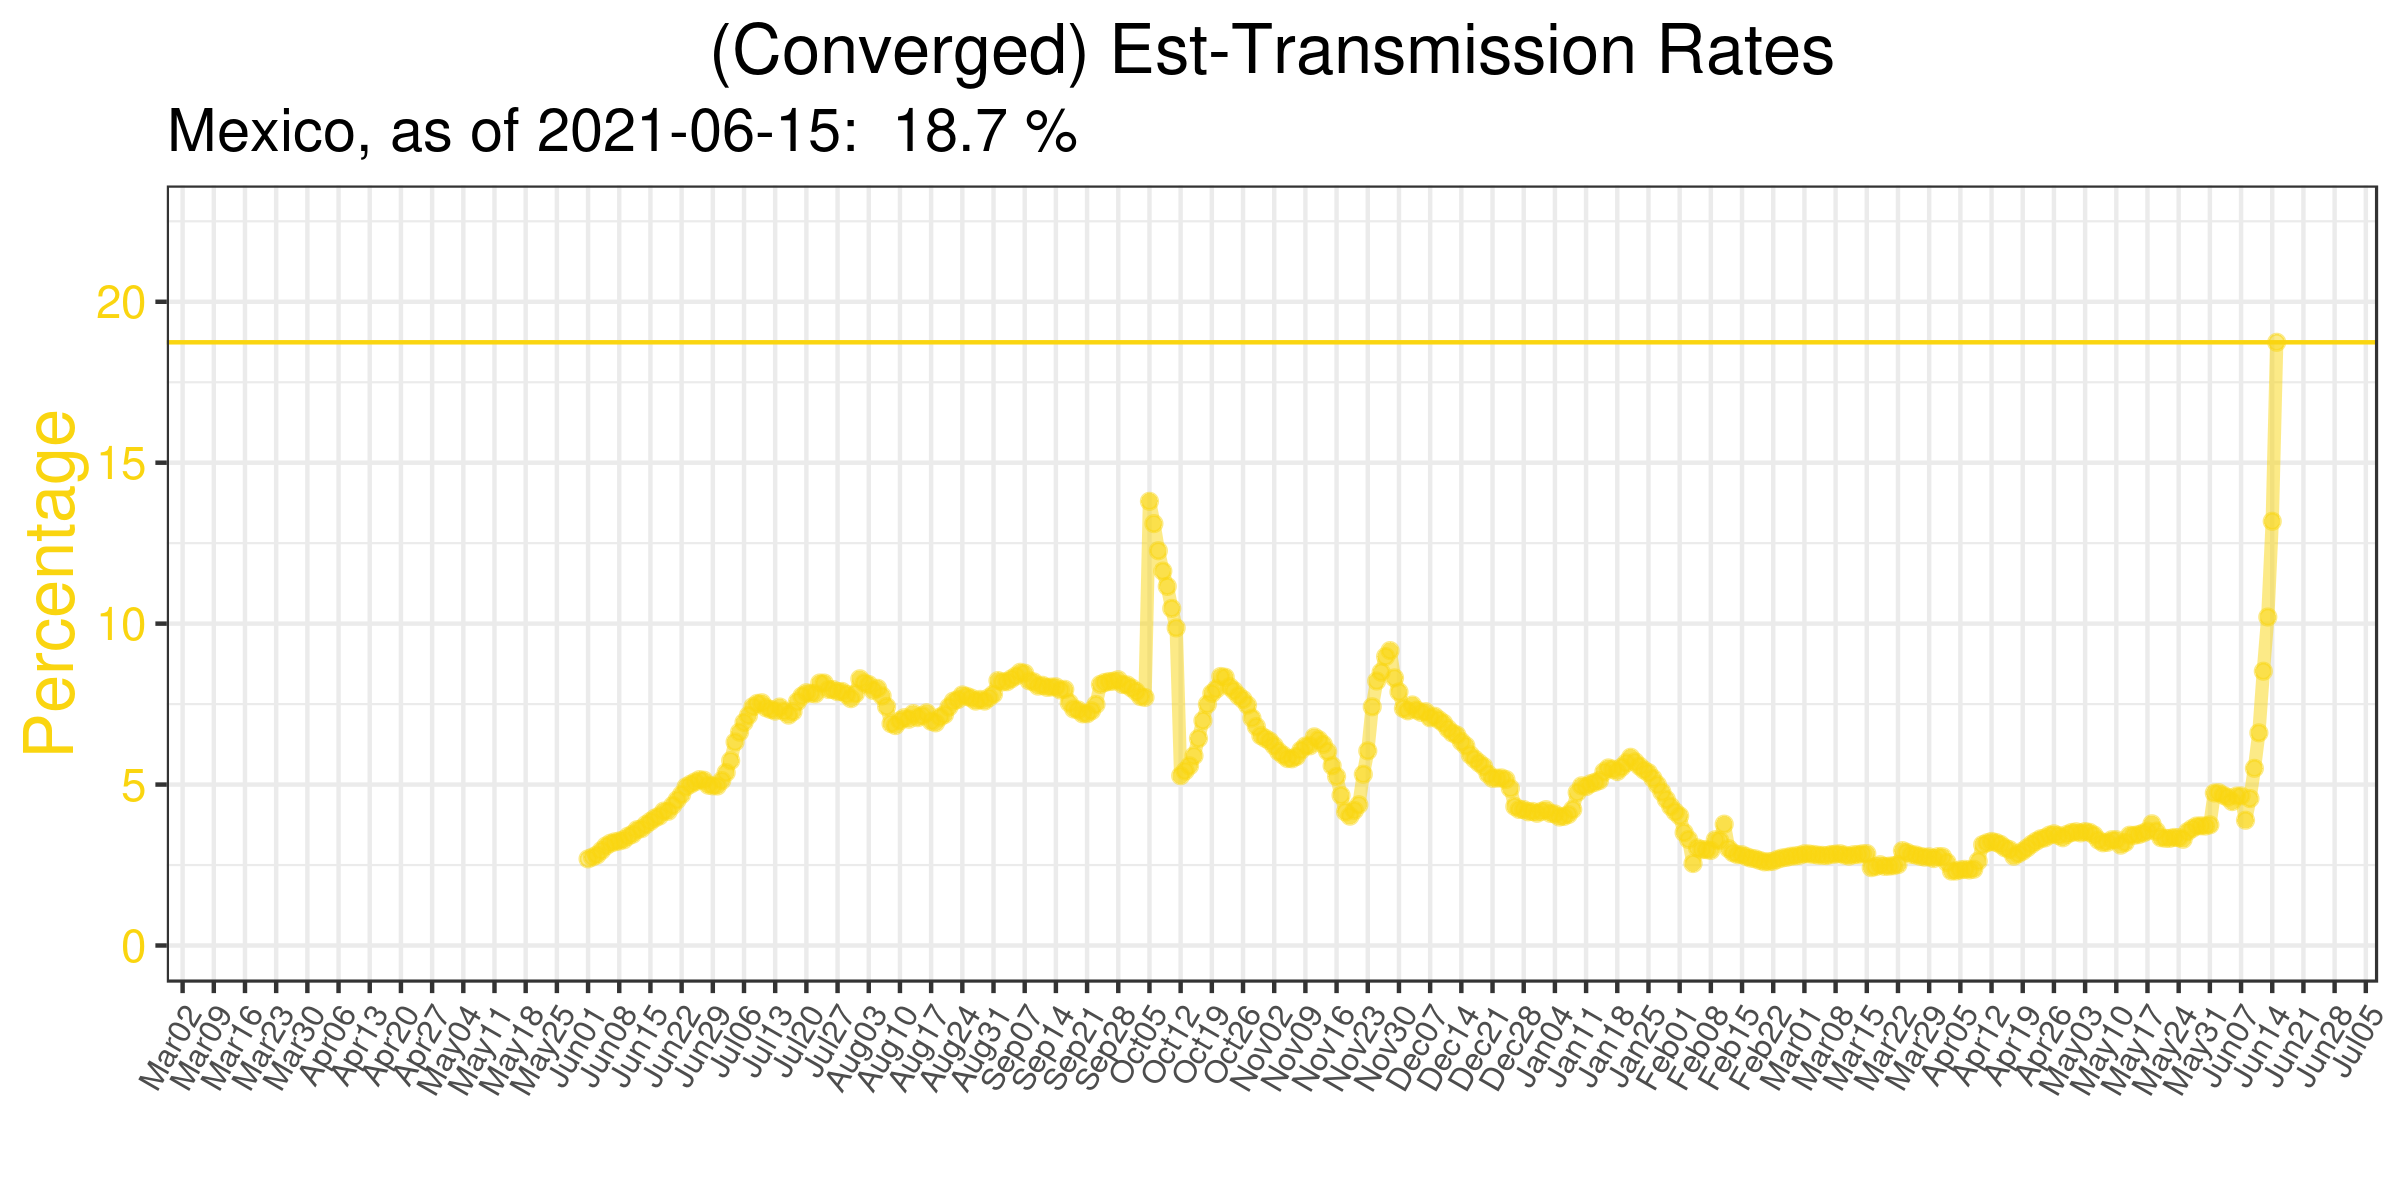 (Converged) Est-Transmission Rates
Mexico, as of 2021-06-15:  18.7 %
Percentage
20
15
10
5
0
Mar02
Mar09
Mar16
Mar23
Mar30
Apr06
Apr13
Apr20
Apr27
May04
May11
May18
May25
Jun01
Jun08
Jun15
Jun22
Jun29
Jul06
Jul13
Jul20
Jul27
Aug03
Aug10
Aug17
Aug24
Aug31
Sep07
Sep14
Sep21
Sep28
Oct05
Oct12
Oct19
Oct26
Nov02
Nov09
Nov16
Nov23
Nov30
Dec07
Dec14
Dec21
Dec28
Jan04
Jan11
Jan18
Jan25
Feb01
Feb08
Feb15
Feb22
Mar01
Mar08
Mar15
Mar22
Mar29
Apr05
Apr12
Apr19
Apr26
May03
May10
May17
May24
May31
Jun07
Jun14
Jun21
Jun28
Jul05